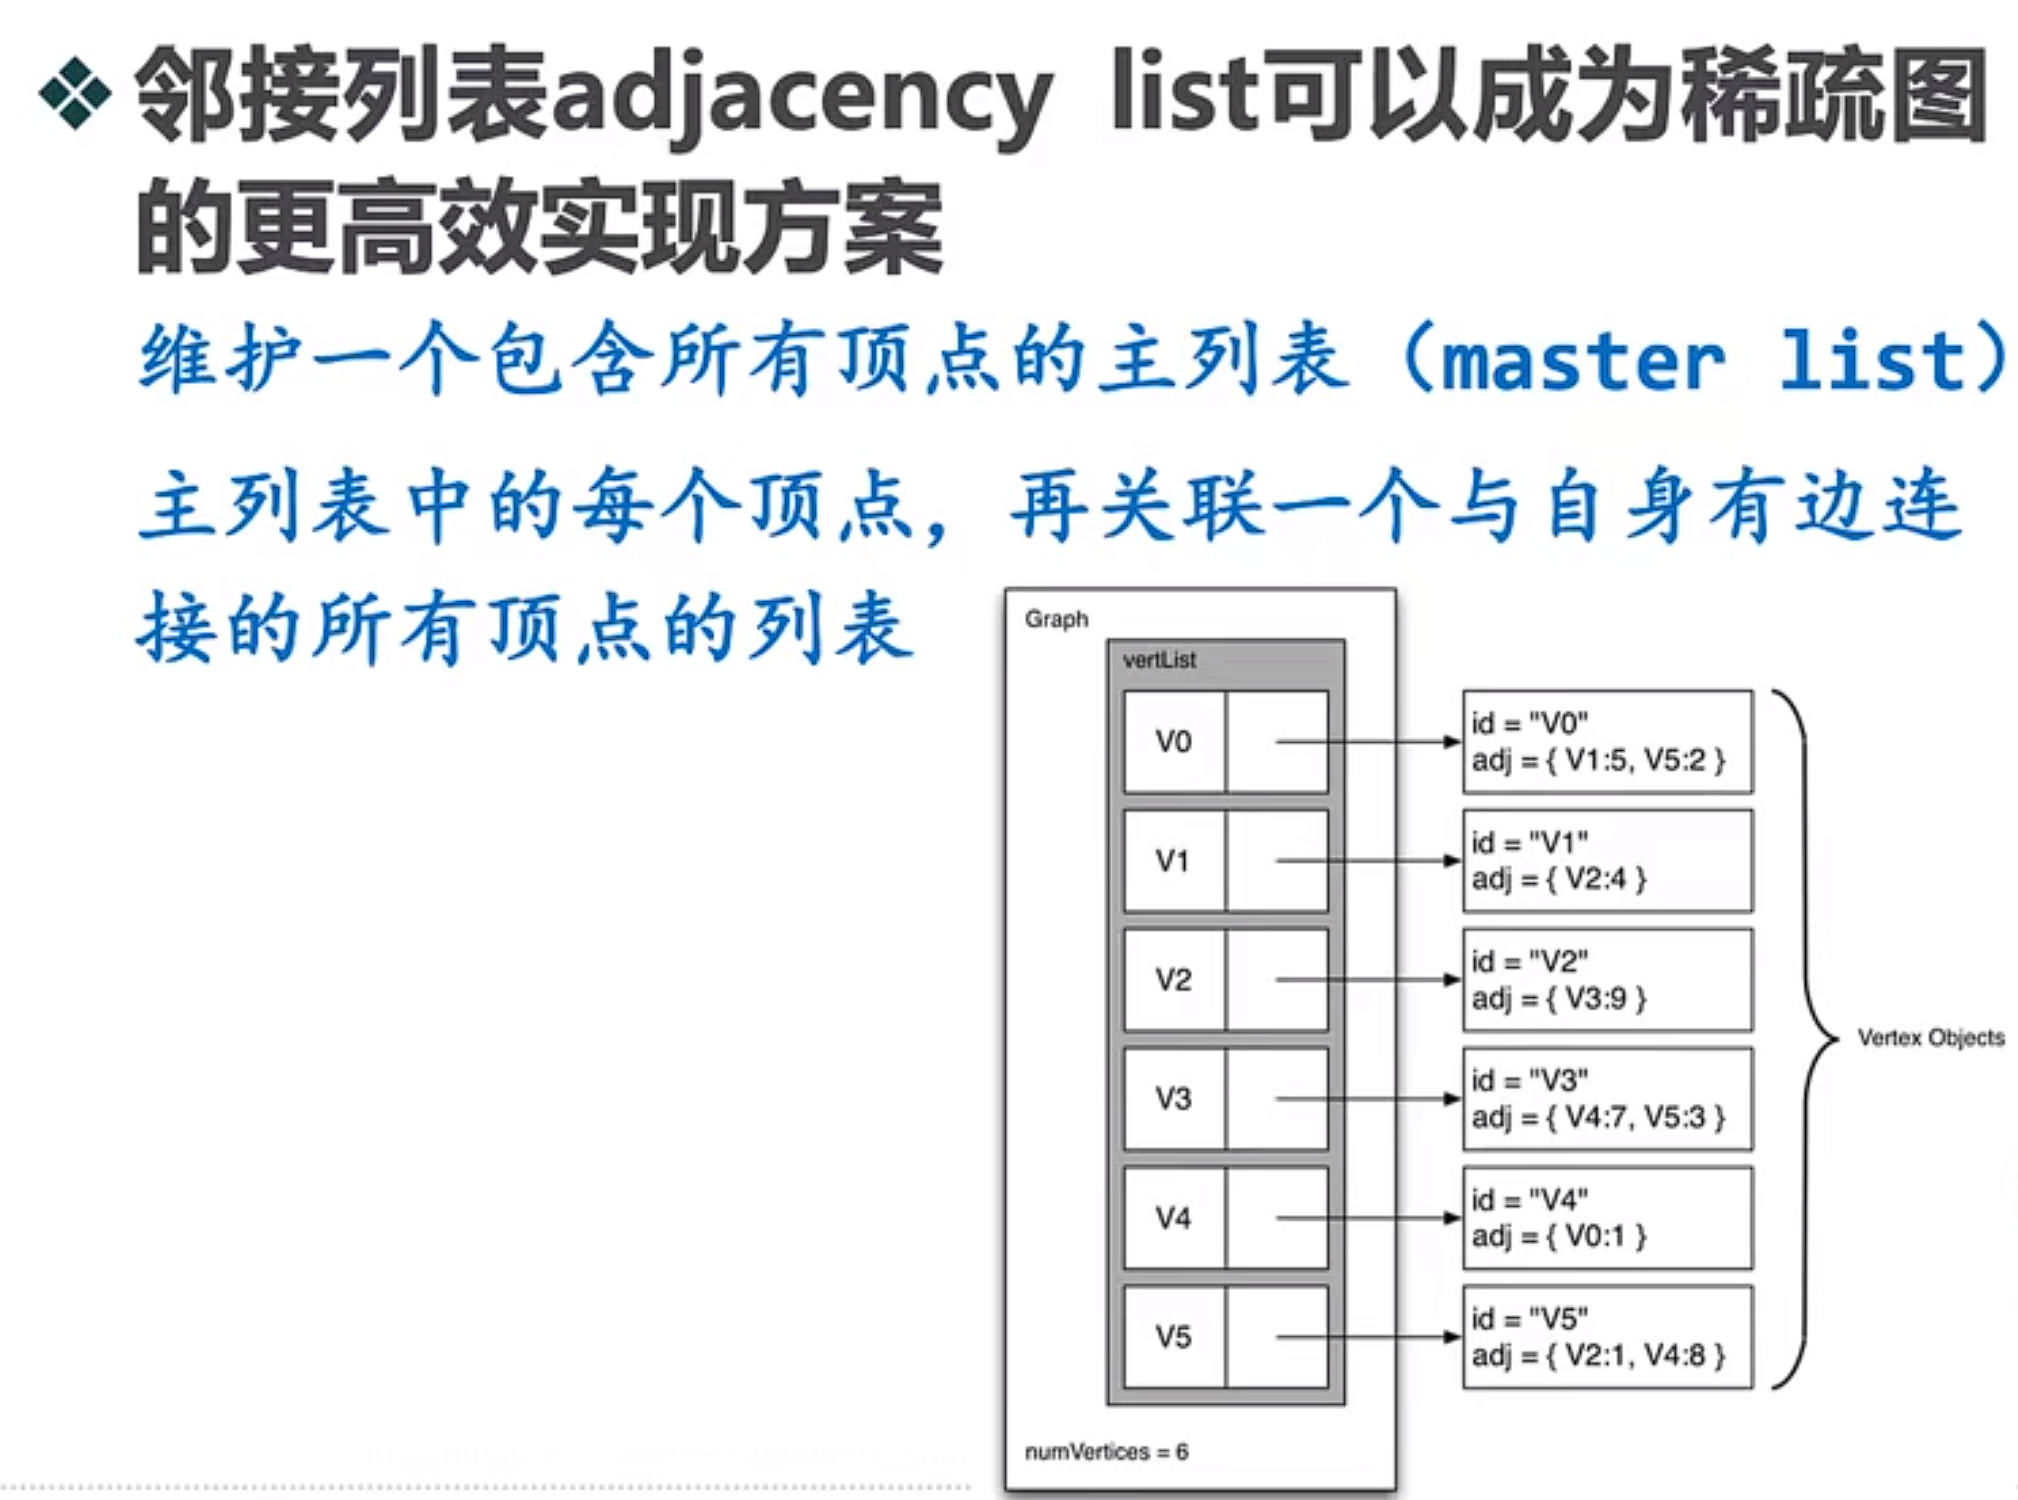 邻接列表adjacency list可以成为稀疏图
的更高效实现方案
维护一个包含所有顶点的主列表（master list）
主列表中的每个顶点，再关联一个与自身有边连
接的所有顶点的列表
Graph
vertList
V0
id = "V0"
adj = { V1:5, V5:2 }
V1
id = "V1"
adj = { V2:4 }
V2
id = "V2"
adj = { V3:9 }
Vertex Objects
V3
id = "V3"
adj = { V4:7, V5:3 }
V4
id = "V4"
adj = { V0:1 }
V5
id = "V5"
adj = { V2:1, V4:8 }
numVertices = 6